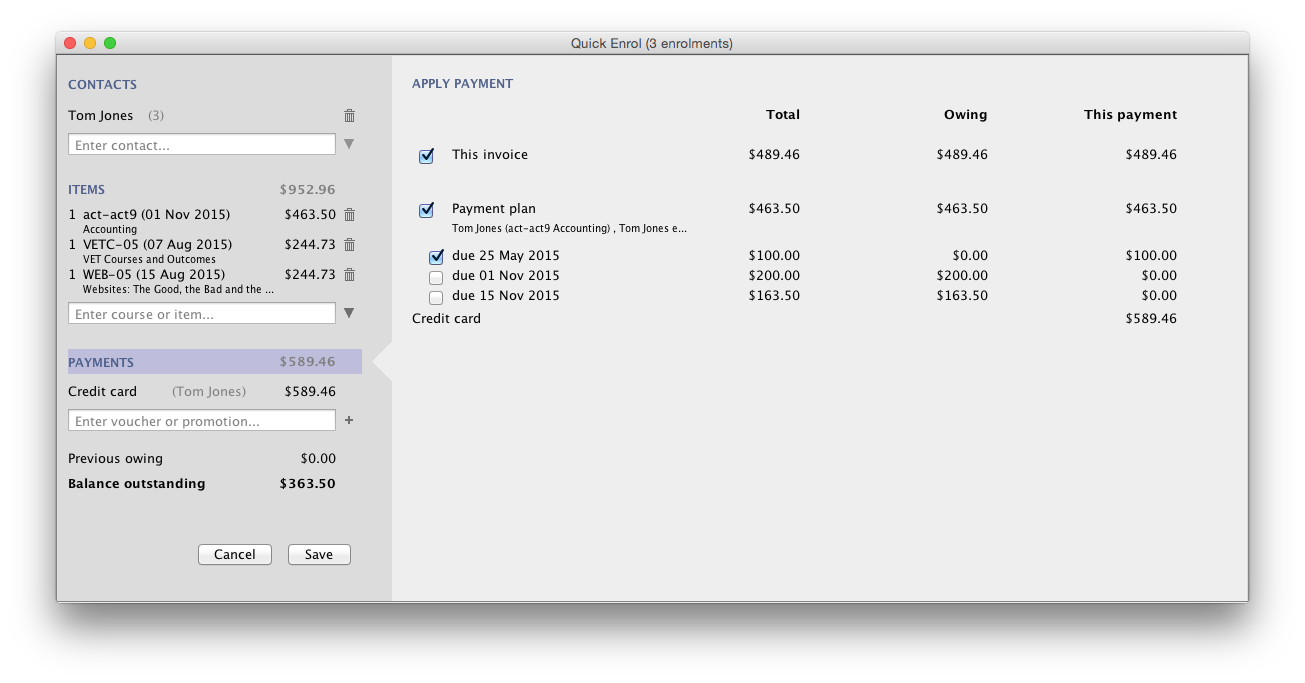 Quick Enrol (3 enrolments)
CONTACTS
Tom Jones (3)
Enter contact...
ITEMS $952.96
1 act-act9 (01 Nov 2015) $463.50
Accounting
1 VETC-05 (07 Aug 2015) $244.73
VET Courses and Outcomes
1 WEB-05 (15 Aug 2015) $244.73
Websites: The Good, the Bad and the ...
Enter course or item...
PAYMENTS $589.46
Credit card (Tom Jones) $589.46
Enter voucher or promotion...
Previous owing $0.00
Balance outstanding $363.50
Cancel Save
APPLY PAYMENT
Total Owing This payment
This invoice $489.46 $489.46 $489.46
Payment plan $463.50 $463.50 $463.50
Tom Jones (act-act9 Accounting) , Tom Jones e...
due 25 May 2015 $100.00 $0.00 $100.00
due 01 Nov 2015 $200.00 $200.00 $0.00
due 15 Nov 2015 $163.50 $163.50 $0.00
Credit card $589.46